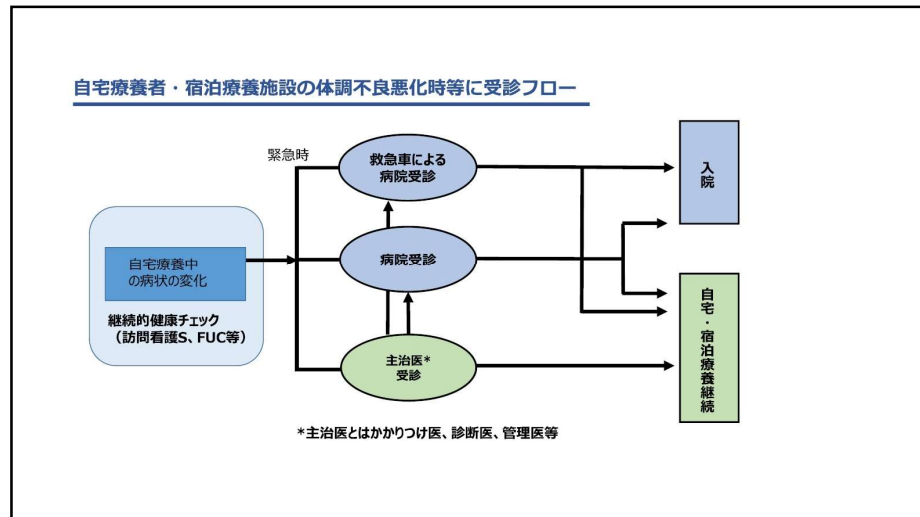 自宅療養者・宿泊療養施設の体調不良悪化時等に受診フロー
緊急時
救急車による
病院受診
入院
自宅療養中
の病状の変化
病院受診
継続的健康チェック
（訪問看護S、FUC等）
主治医*
受診
自宅・宿泊療養継続
*主治医とはかかりつけ医、診断医、管理医等